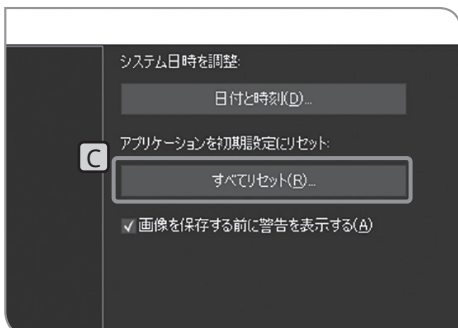 システム日時を調整:
日付と時刻(D)...
アプリケーションを初期設定にリセット:
C
すべてリセット(R)...
✓画像を保存する前に警告を表示する(A)